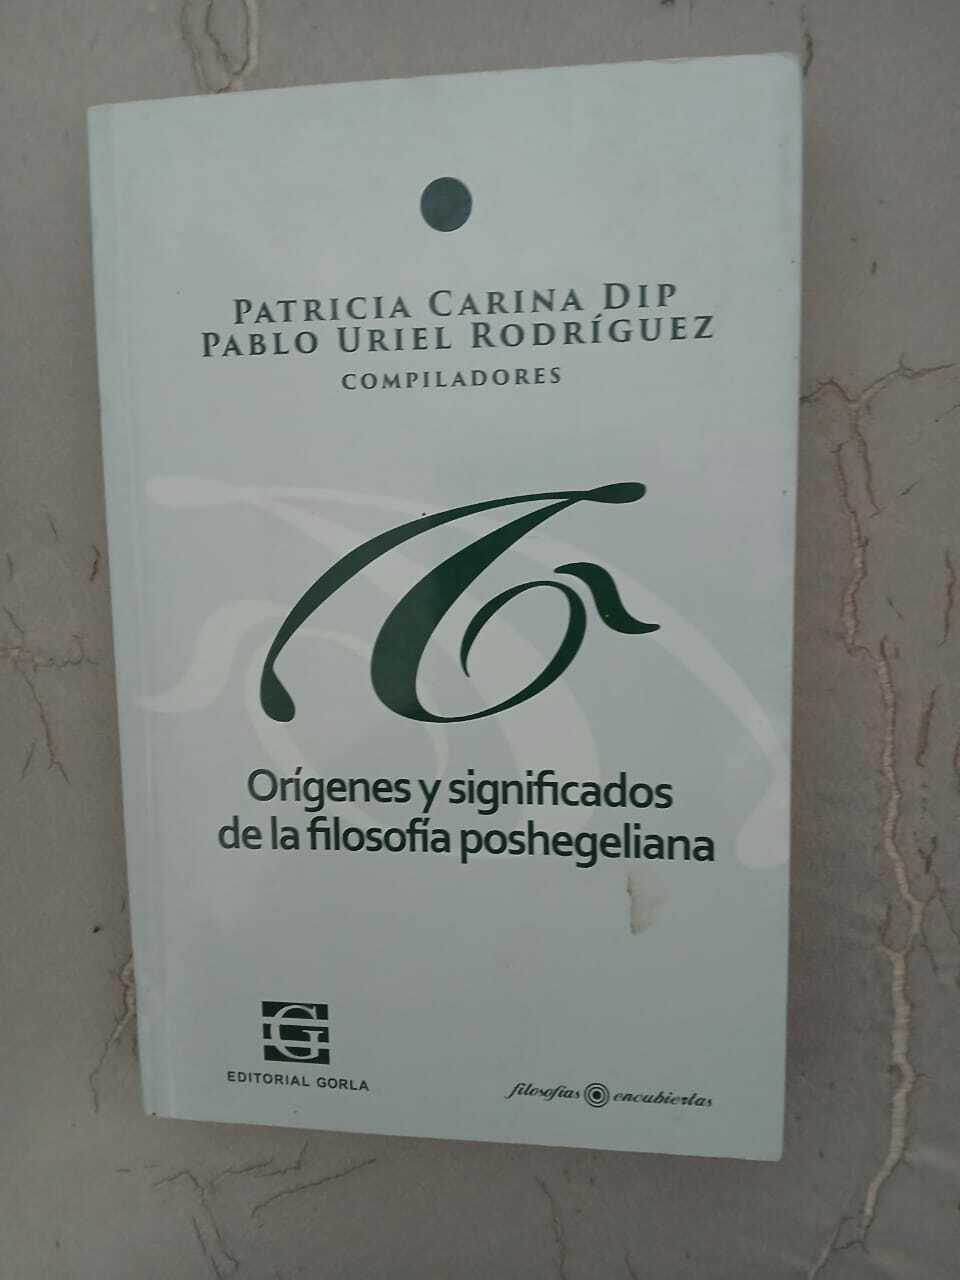 PATRICIA CARINA DIP
PABLO URIEL RODRÍGUEZ
COMPILADORES
Orígenes y significados
de la filosofía poshegeliana
G
EDITORIAL GORLA
filosofías encubiertas